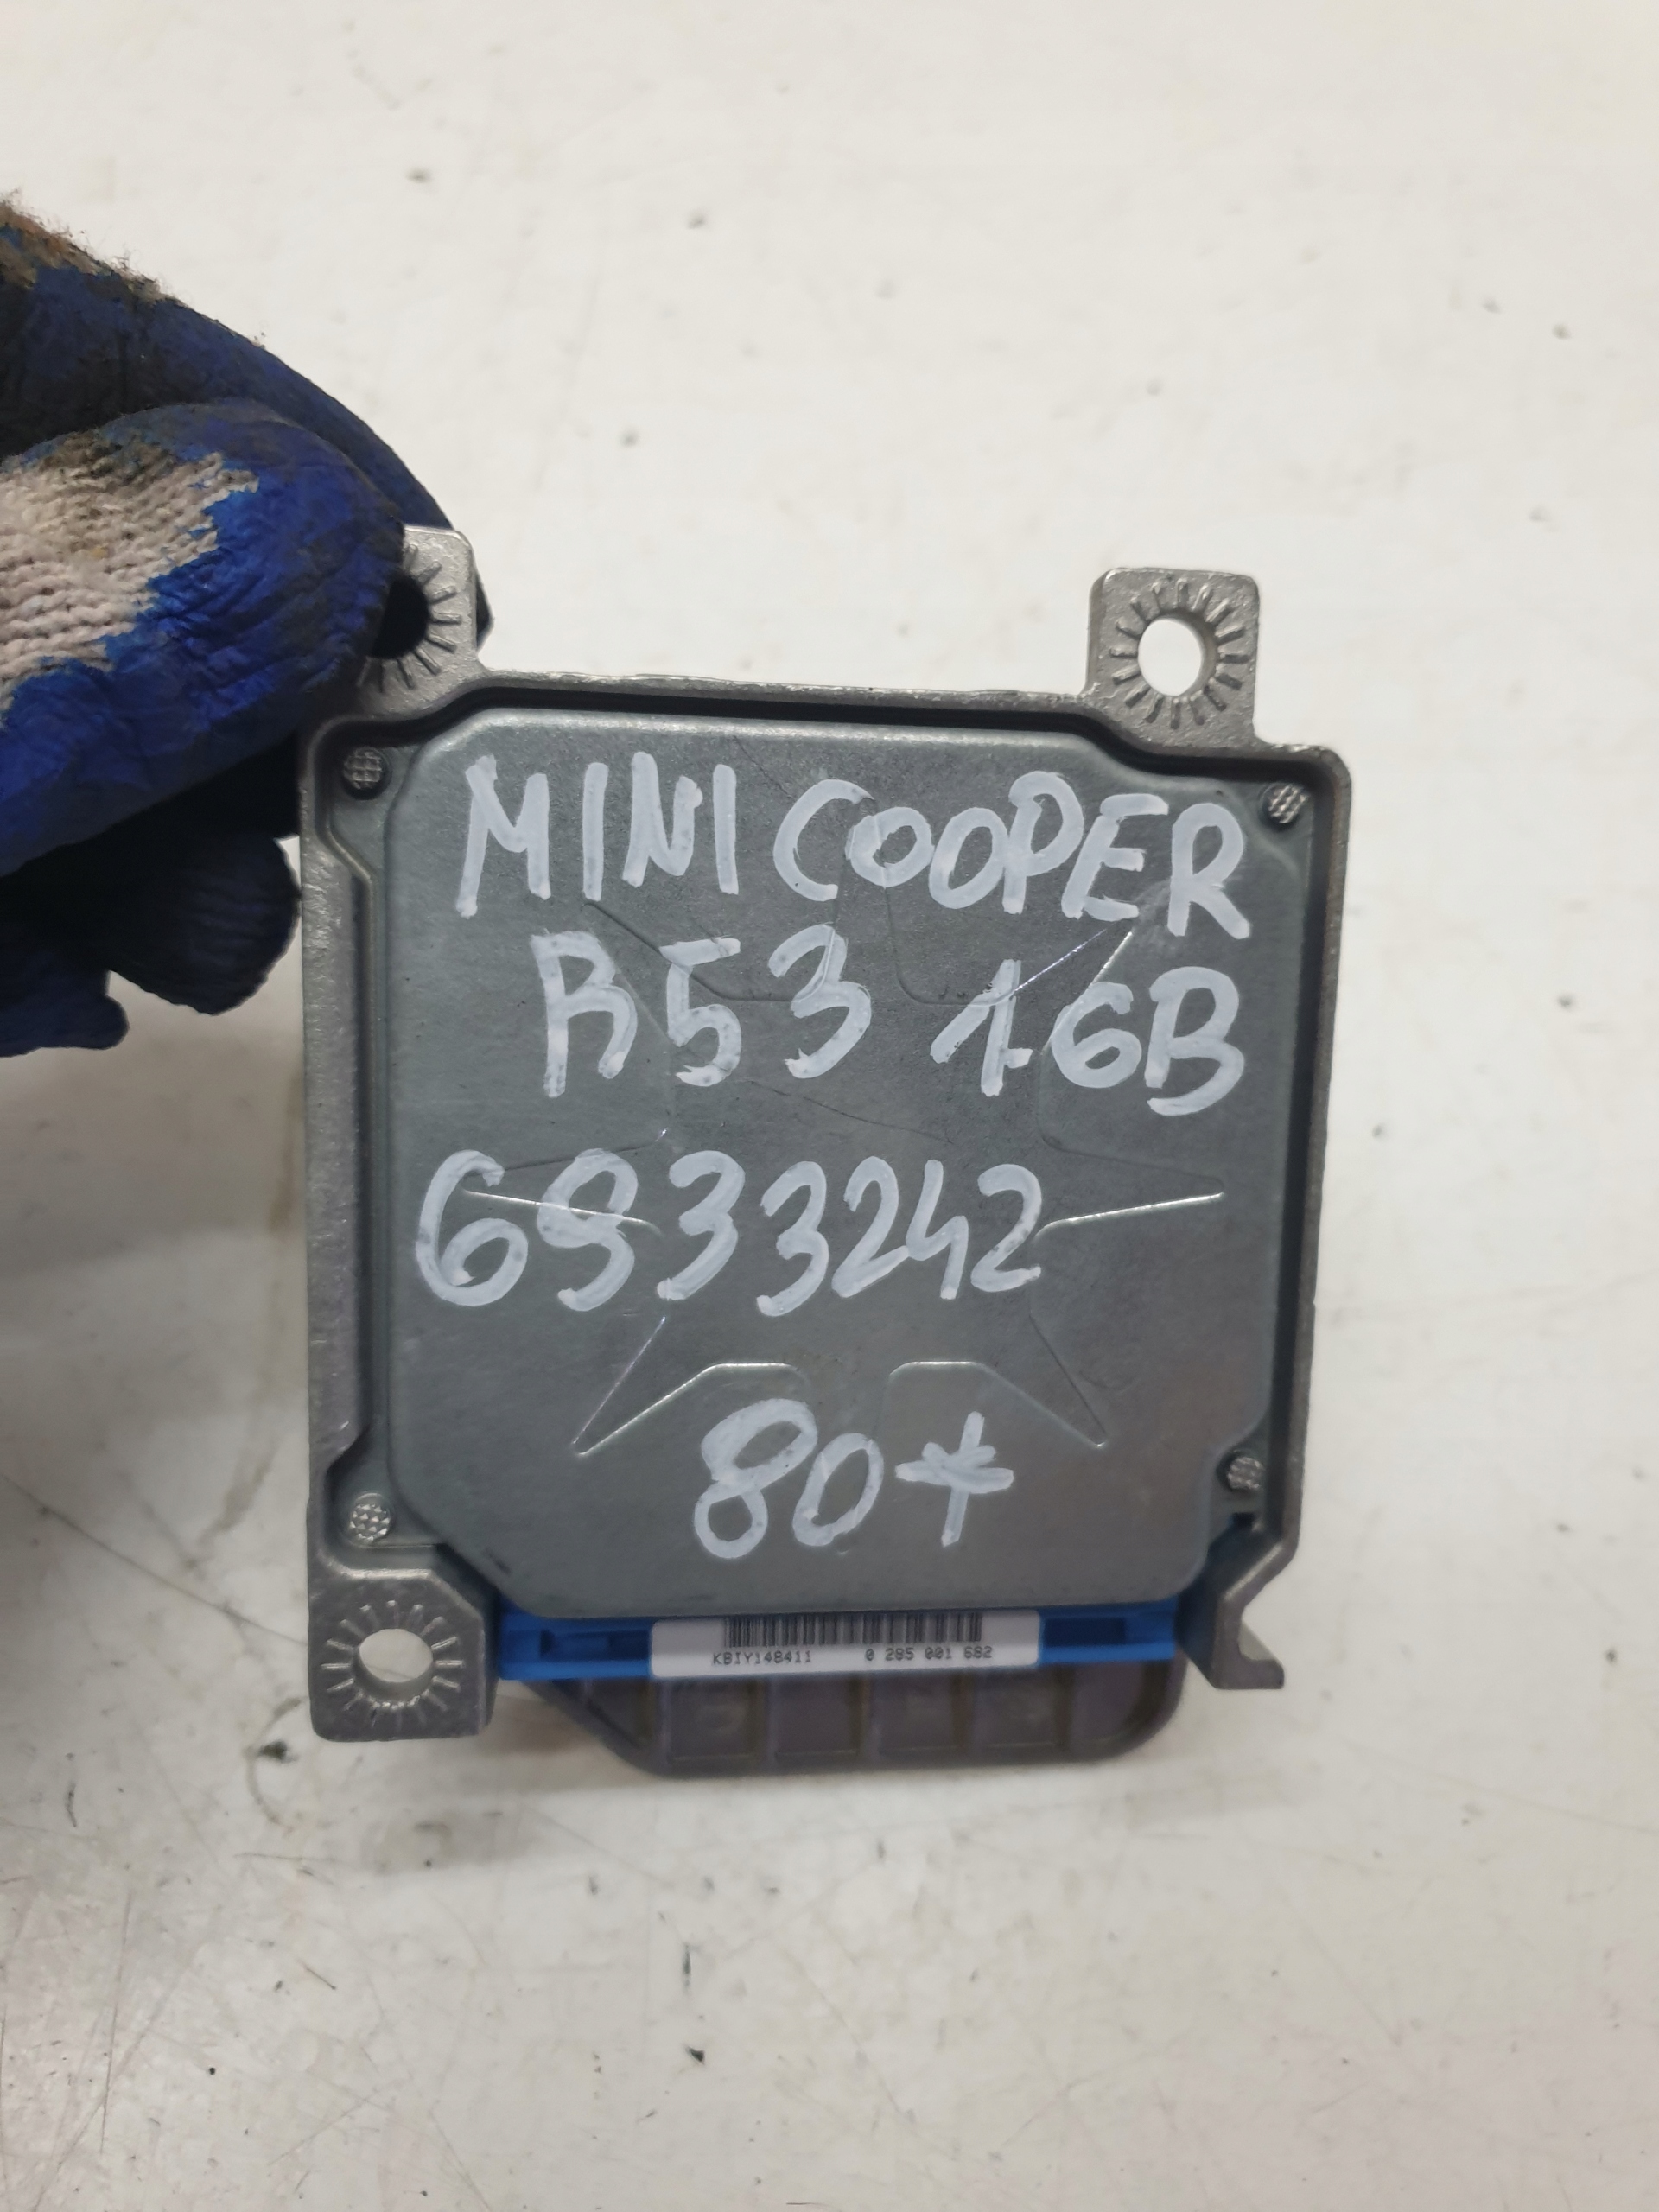 MINI COOPER
R53 1.6B
6933242
80*
KBIY148411 0 285 001 682